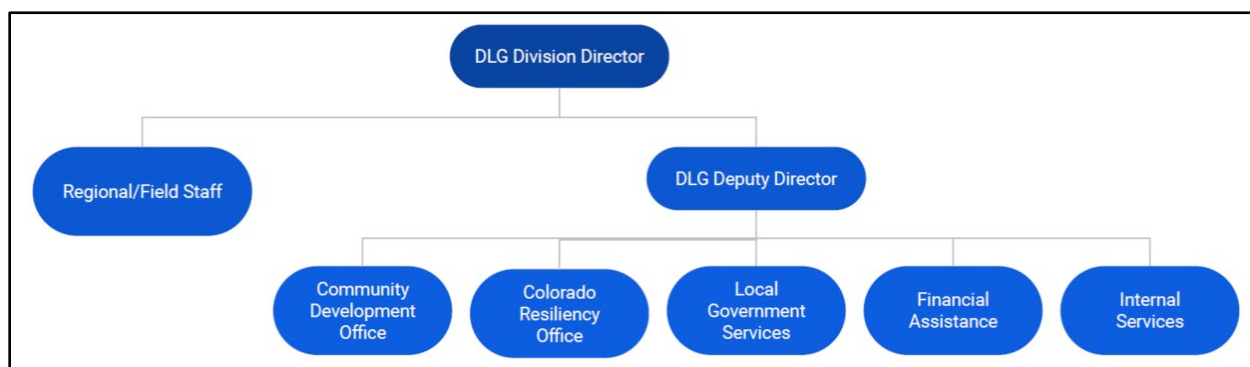 DLG Division Director
Regional/Field Staff
DLG Deputy Director
Community
Development
Office
Colorado
Resiliency
Office
Local
Government
Services
Financial
Assistance
Internal
Services